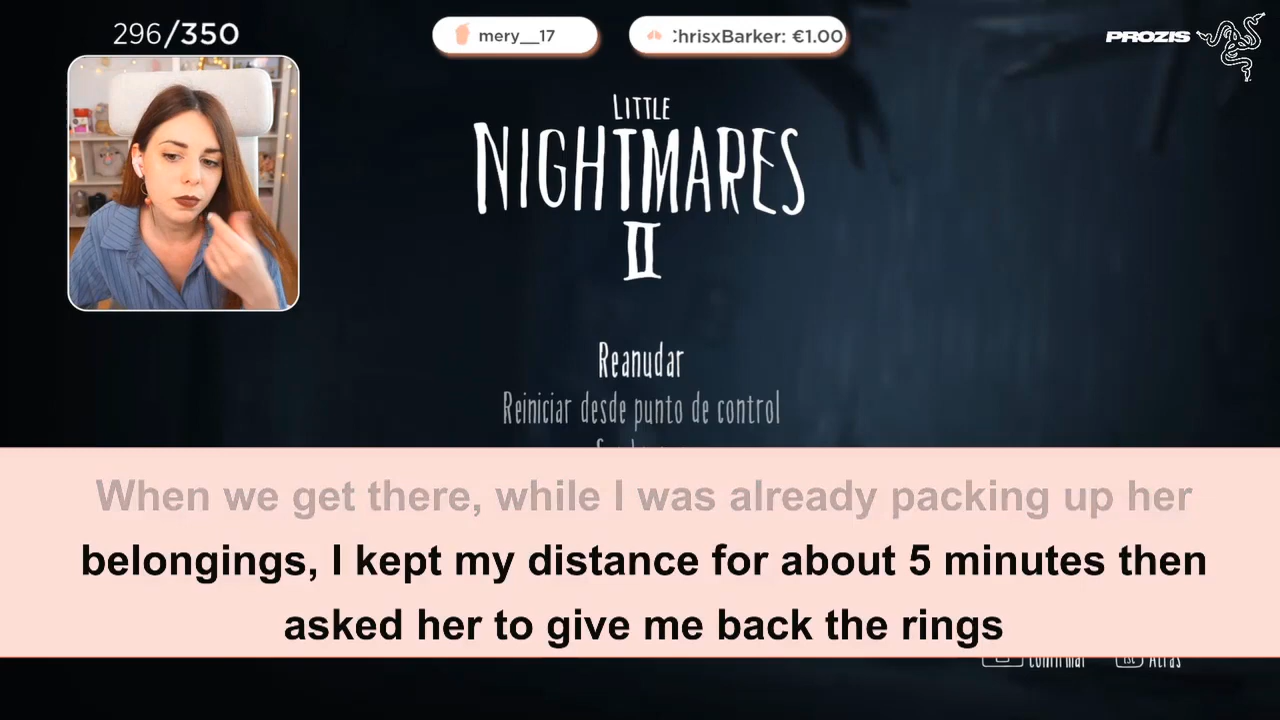 296/350
mery__17
ChrisxBarker: €1.00
PROZIS
LITTLE
NIGHTMARES
II
Reanudar
Reiniciar desde punto de control
When we get there, while I was already packing up her
belongings, I kept my distance for about 5 minutes then
asked her to give me back the rings
Confirmar
Atrás